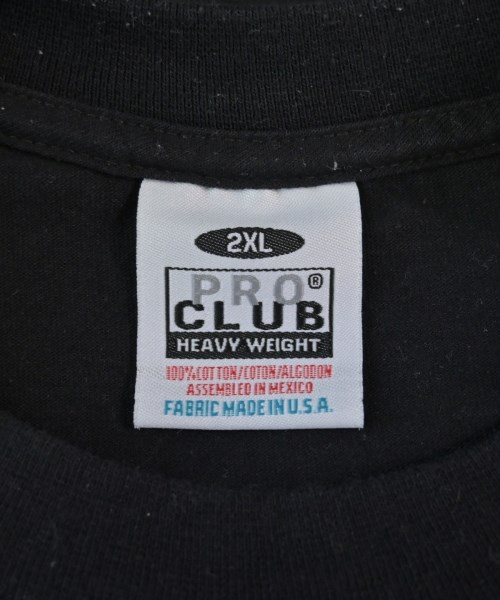 2XL
PRO®
CLUB
HEAVY WEIGHT
100% COTTON/COTON/ALGODON
ASSEMBLED IN MEXICO
FABRIC MADE IN U.S.A.